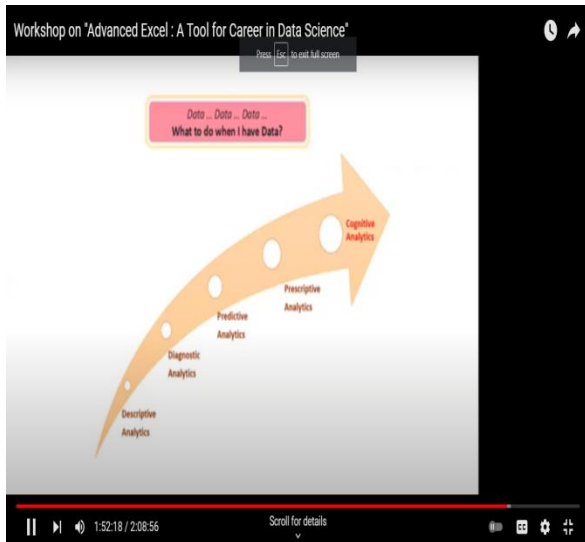 Workshop on "Advanced Excel : A Tool for Career in Data Science"
Press Esc to exit full screen
Data ... Data ... Data ...
What to do when I have Data?
Cognitive
Analytics
Prescriptive
Analytics
Predictive
Analytics
Diagnostic
Analytics
Descriptive
Analytics
1:52:18 / 2:08:56
Scroll for details
CC